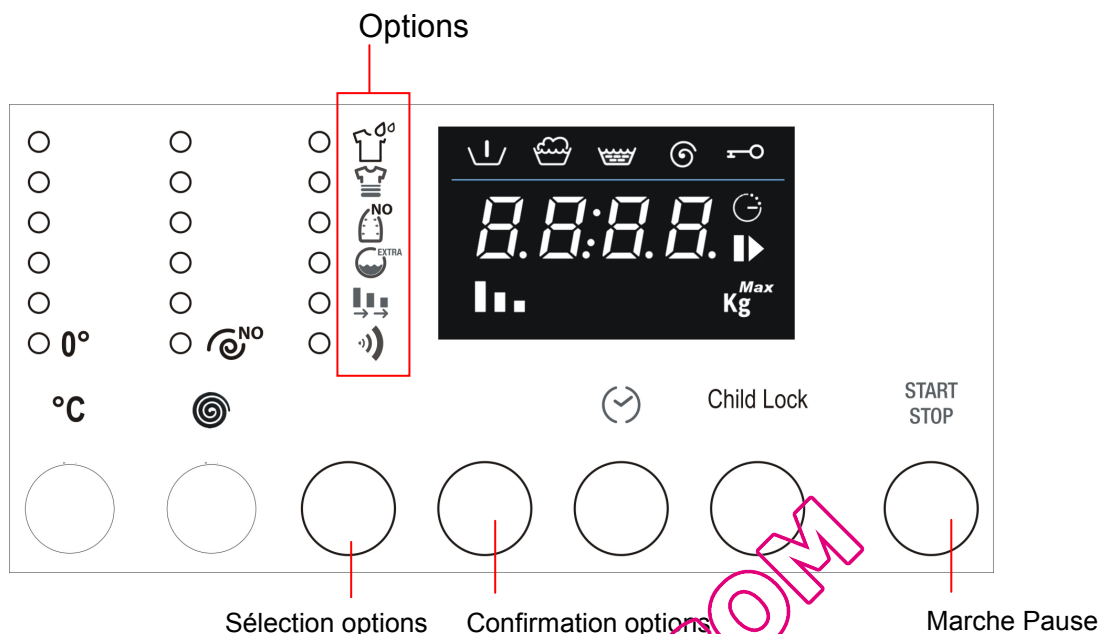 Options
NO
EXTRA
8.8:8.8.
Max
Kg
0°
NO
°C
Child Lock
START
STOP
OM
Sélection options
Confirmation options
Marche Pause